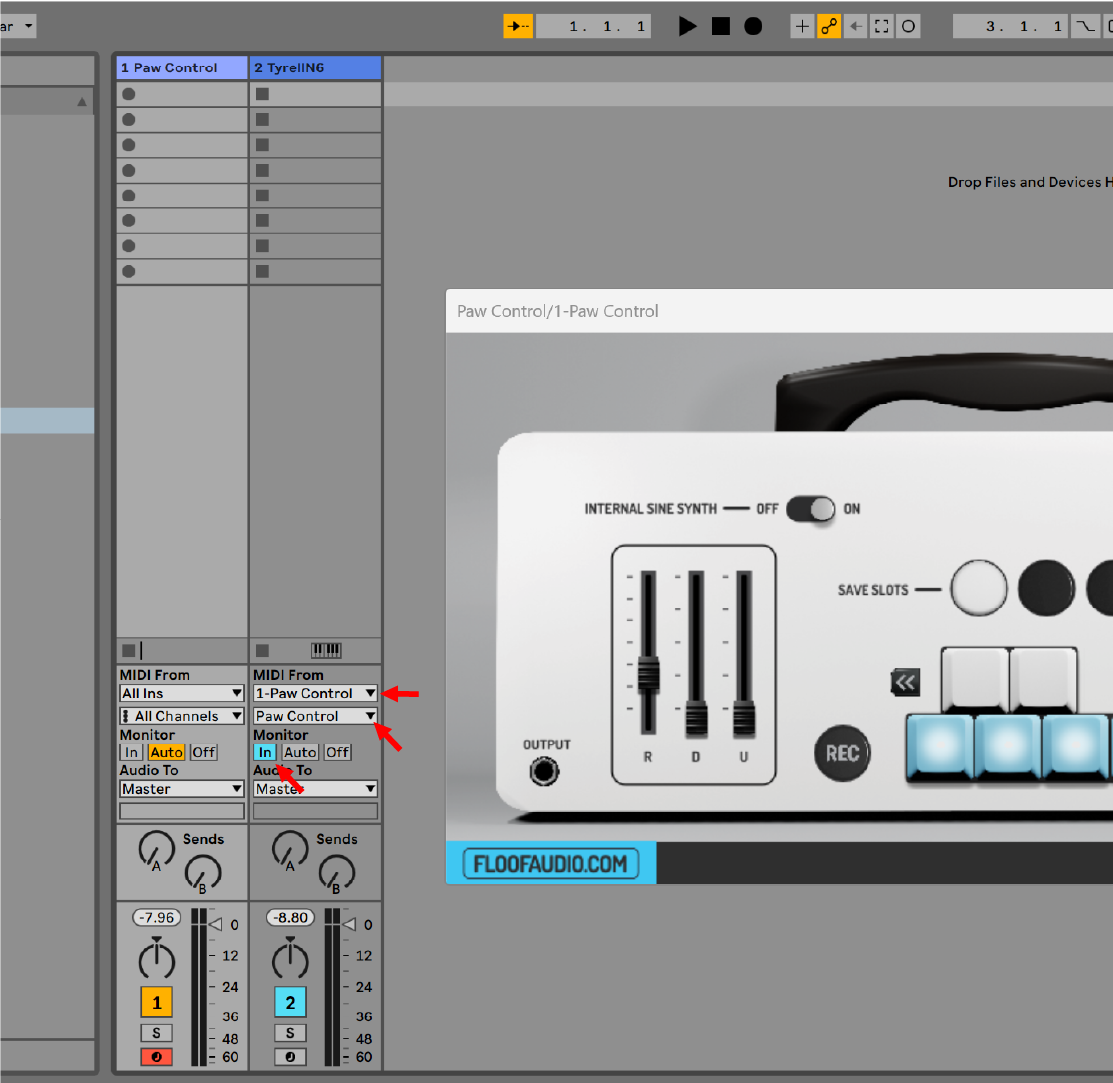 ar
1. 1. 1
3. 1. 1
1 Paw Control
2 TyrellN6
Drop Files and Devices H
Paw Control/1-Paw Control
INTERNAL SINE SYNTH
OFF
ON
SAVE SLOTS
R
D
U
OUTPUT
REC
FLOOFAUDIO.COM
MIDI From
All Ins
All Channels
Monitor
In
Auto
Off
Audio To
Master
Sends
A
B
-7.96
0
12
24
36
48
60
1
S
MIDI From
1-Paw Control
Paw Control
Monitor
In
Auto
Off
Audio To
Master
Sends
A
B
-8.80
0
12
24
36
48
60
2
S